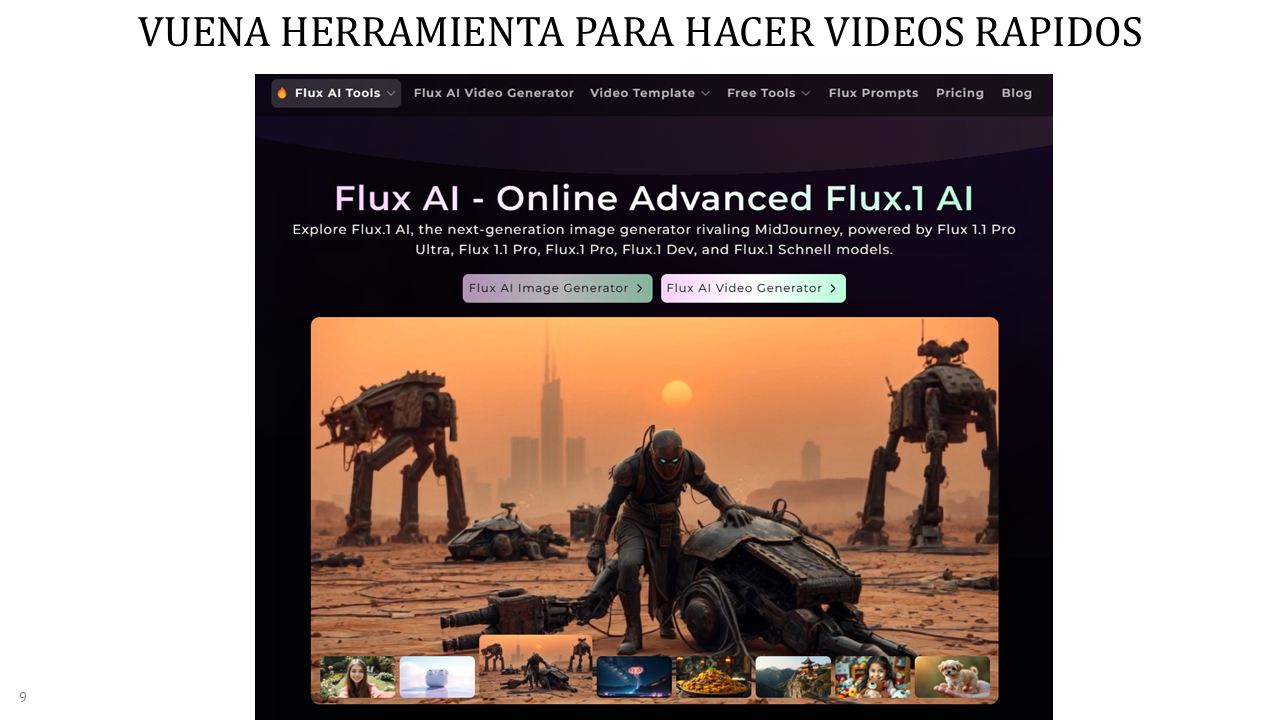 VUENA HERRAMIENTA PARA HACER VIDEOS RAPIDOS
Flux AI Tools Flux AI Video Generator Video Template Free Tools Flux Prompts Pricing Blog
Flux AI - Online Advanced Flux.1 AI
Explore Flux.1 AI, the next-generation image generator rivaling MidJourney, powered by Flux 1.1 Pro
Ultra, Flux 1.1 Pro, Flux.1 Pro, Flux.1 Dev, and Flux.1 Schnell models.
Flux AI Image Generator Flux AI Video Generator
9